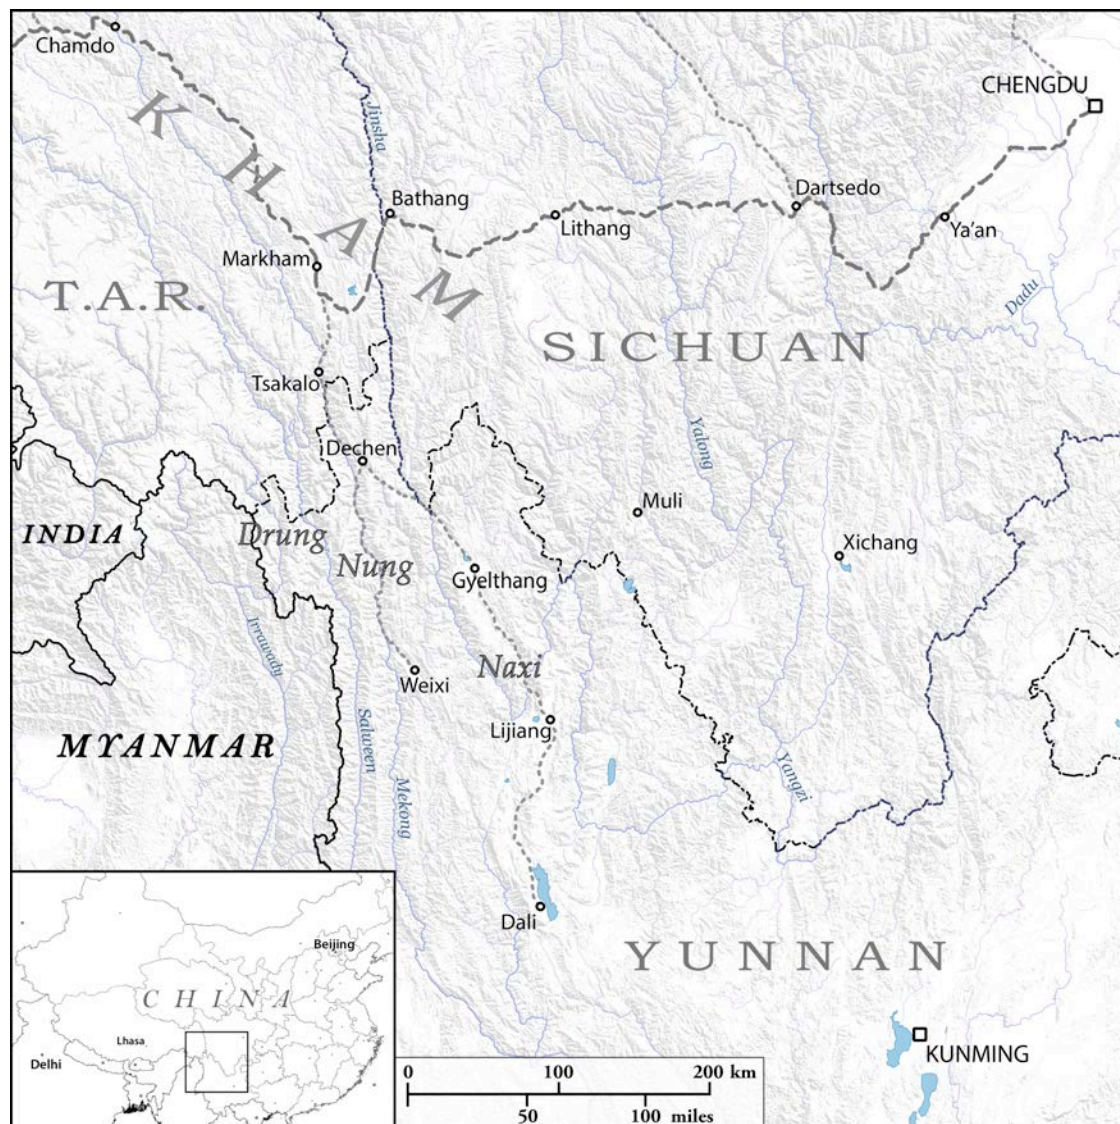 Chamdo
CHENGDU
KHAM
Jinsha
Bathang
Dartsedo
Lithang
Ya'an
Markham
T.A.R.
Dadu
SICHUAN
Tsakalo
Yalong
Dechen
Muli
INDIA
Drung
Xichang
Nung
Gyelthang
Irrawady
Naxi
Weixi
Lijiang
Salween
MYANMAR
Mekong
Yangzi
Dali
YUNNAN
Beijing
CHINA
Lhasa
Delhi
KUNMING
0 100 200 km
50 100 miles